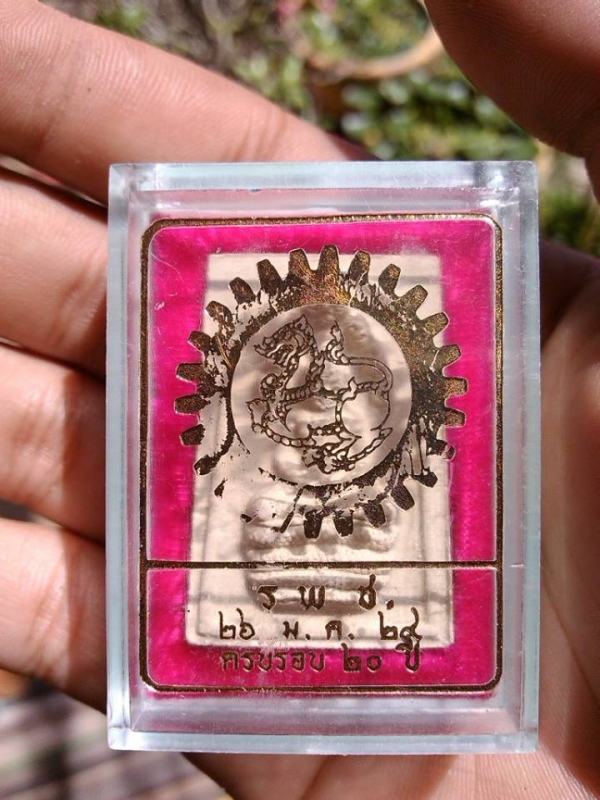 ร พ ช.
๒๖ ม. ค. ๒๙
ครบรอบ ๒๐ ปี